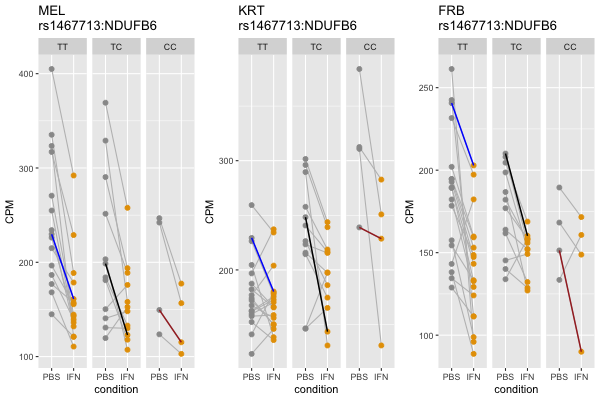 MEL
rs1467713:NDUFB6
TT TC CC
400
300
200
100
CPM
PBS IFN PBS IFN PBS IFN
condition
KRT
rs1467713:NDUFB6
TT TC CC
300
200
CPM
PBS IFN PBS IFN PBS IFN
condition
FRB
rs1467713:NDUFB6
TT TC CC
250
200
150
100
CPM
PBS IFN PBS IFN PBS IFN
condition